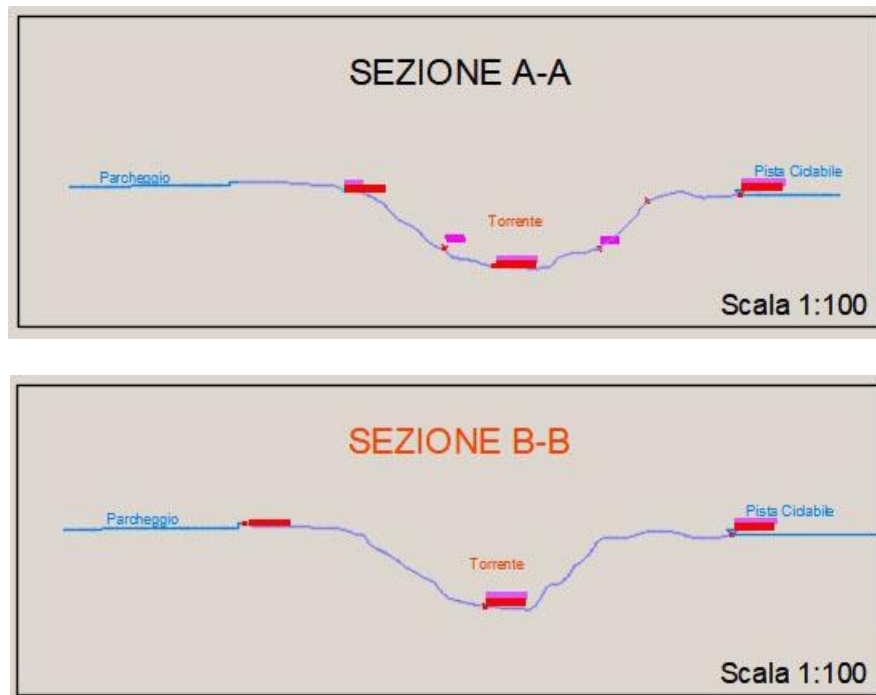 SEZIONE A-A
Parcheggio
Pista Ciclabile
Torrente
Scala 1:100
SEZIONE B-B
Parcheggio
Pista Ciclabile
Torrente
Scala 1:100